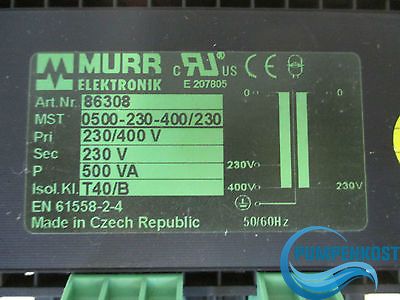 MURR
ELEKTRONIK
C UR US
E 207805
CE
Art.Nr. 86308
MST 0500-230-400/230
Pri 230/400 V
Sec 230 V
P 500 VA
Isol.Kl. T40/B
EN 61558-2-4
Made in Czech Republic
0 0
230V
400V 230V
50/60Hz
PUMPENKOST